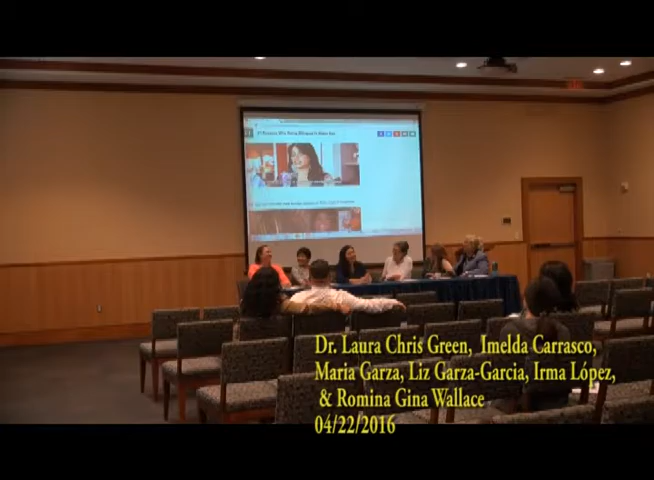 Dr. Laura Chris Green, Imelda Carrasco,
Maria Garza, Liz Garza-Garcia, Irma López,
& Romina Gina Wallace
04/22/2016